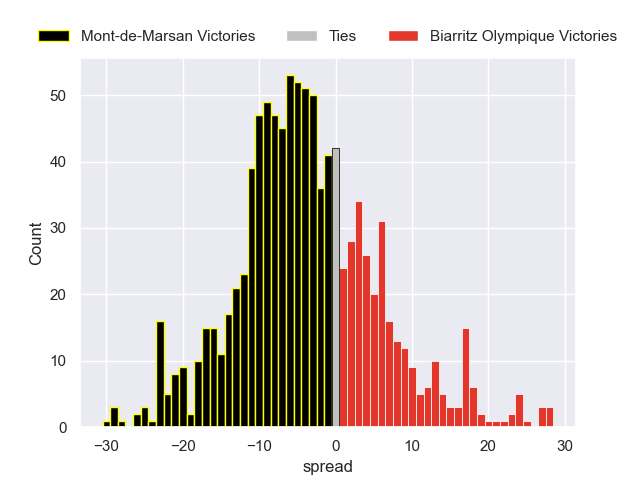 Mont-de-Marsan Victories Ties Biarritz Olympique Victories
50
40
30
20
10
0
Count
−30 −20 −10 0 10 20 30
spread